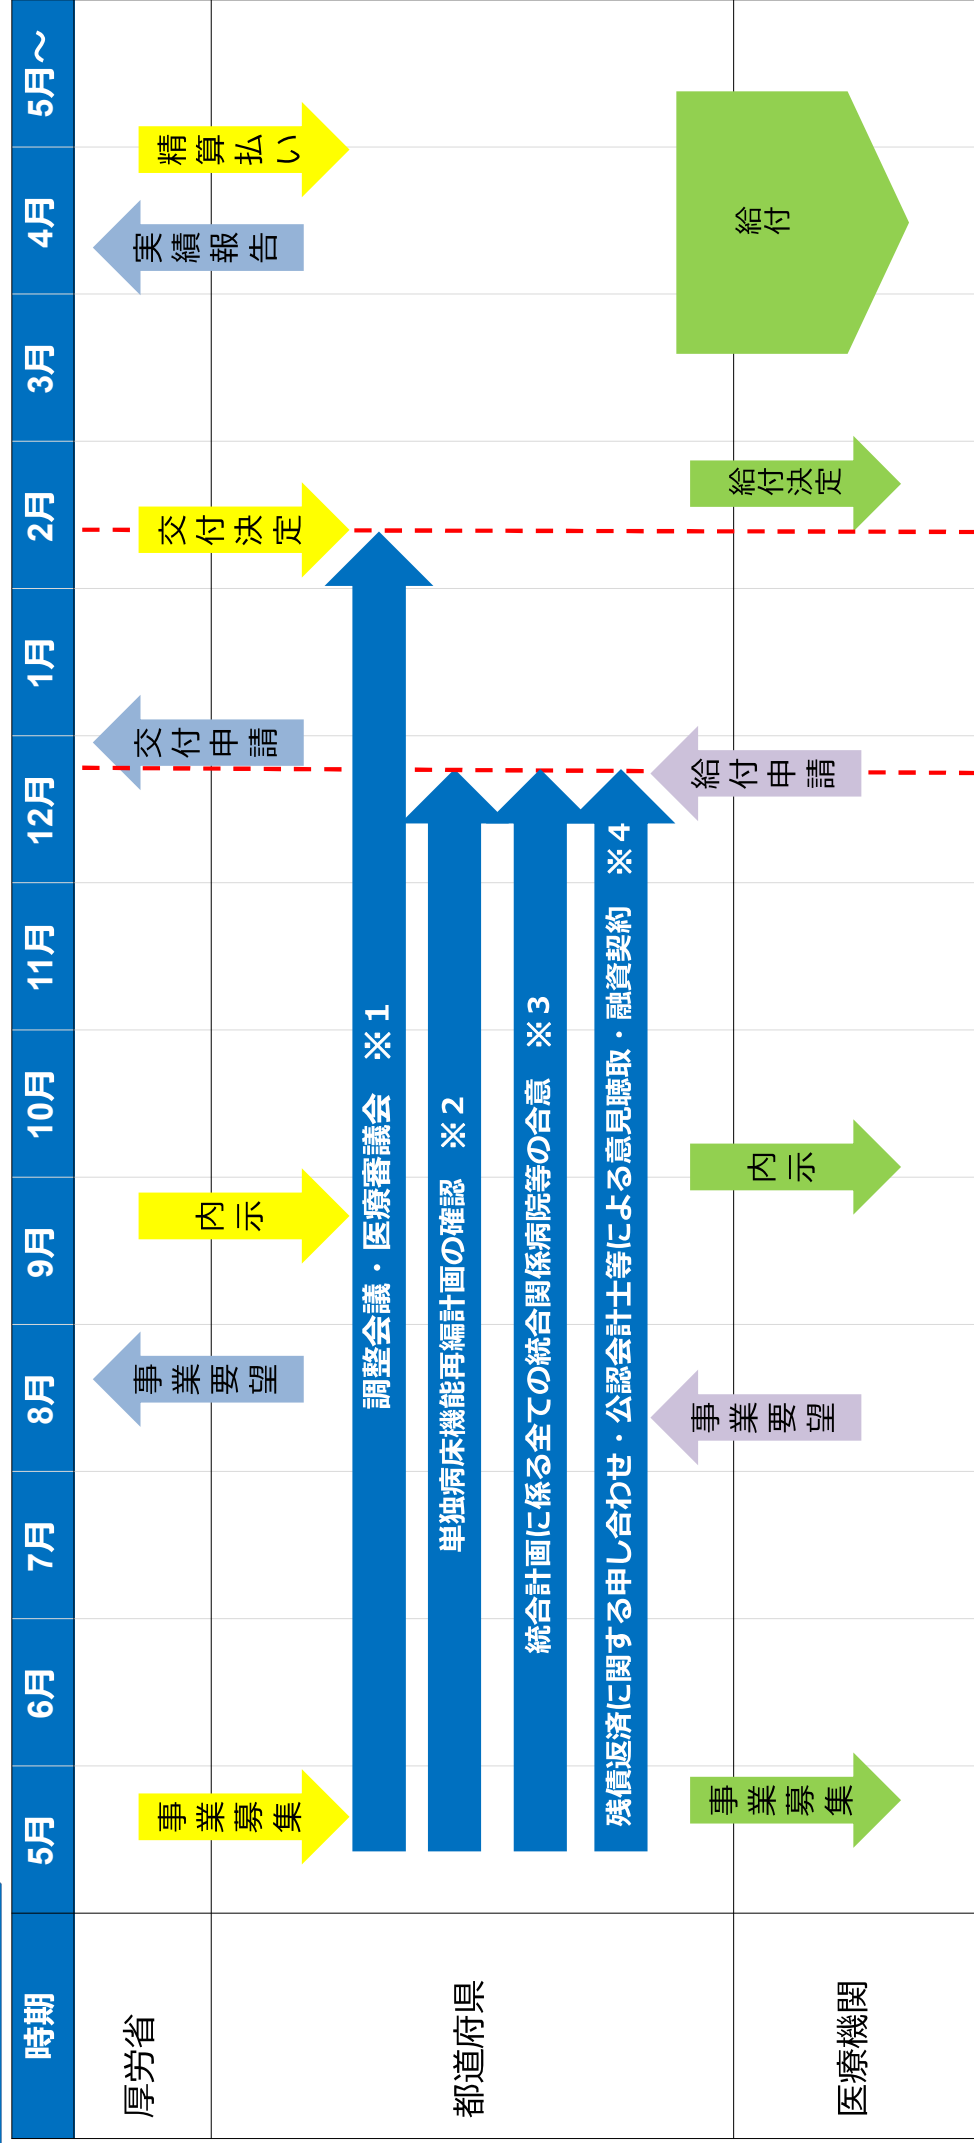 時期
5月
6月
7月
8月
9月
10月
11月
12月
1月
2月
3月
4月
5月～
厚労省
事業募集
事業要望
内示
交付申請
交付決定
実績報告
精算払い
都道府県
調整会議・医療審議会　※１
単独病床機能再編計画の確認　※２
統合計画に係る全ての統合関係病院等の合意　※３
残債返済に関する申し合わせ・公認会計士等による意見聴取・融資契約　※４
医療機関
事業募集
事業要望
内示
給付申請
給付決定
給付